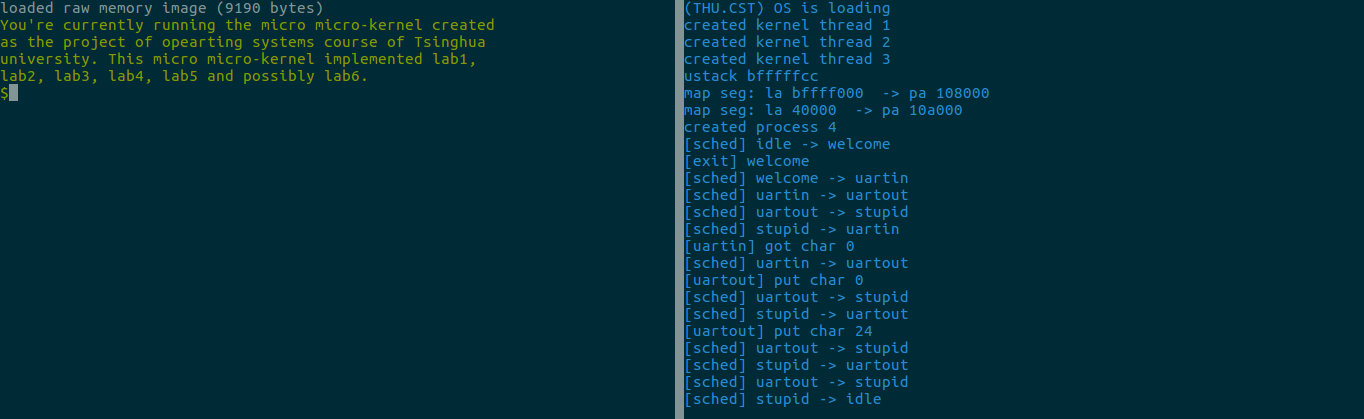 loaded raw memory image (9190 bytes)
You're currently running the micro micro-kernel created
as the project of opearting systems course of Tsinghua
university. This micro micro-kernel implemented lab1,
lab2, lab3, lab4, lab5 and possibly lab6.
$
(THU.CST) OS is loading
created kernel thread 1
created kernel thread 2
created kernel thread 3
ustack bfffffcc
map seg: la bffff000  -> pa 108000
map seg: la 40000  -> pa 10a000
created process 4
[sched] idle -> welcome
[exit] welcome
[sched] welcome -> uartin
[sched] uartin -> uartout
[sched] uartout -> stupid
[sched] stupid -> uartin
[uartin] got char 0
[sched] uartin -> uartout
[uartout] put char 0
[sched] uartout -> stupid
[sched] stupid -> uartout
[uartout] put char 24
[sched] uartout -> stupid
[sched] stupid -> uartout
[sched] uartout -> stupid
[sched] stupid -> idle